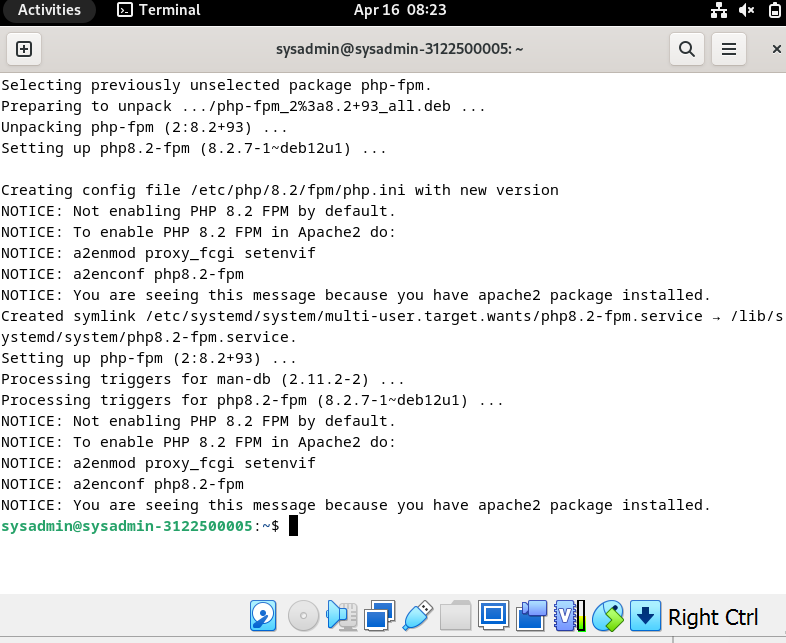 Activities
Terminal
Apr 16 08:23
sysadmin@sysadmin-3122500005: ~
Selecting previously unselected package php-fpm.
Preparing to unpack .../php-fpm_2%3a8.2+93_all.deb ...
Unpacking php-fpm (2:8.2+93) ...
Setting up php8.2-fpm (8.2.7-1~deb12u1) ...

Creating config file /etc/php/8.2/fpm/php.ini with new version
NOTICE: Not enabling PHP 8.2 FPM by default.
NOTICE: To enable PHP 8.2 FPM in Apache2 do:
NOTICE: a2enmod proxy_fcgi setenvif
NOTICE: a2enconf php8.2-fpm
NOTICE: You are seeing this message because you have apache2 package installed.
Created symlink /etc/systemd/system/multi-user.target.wants/php8.2-fpm.service → /lib/s
ystemd/system/php8.2-fpm.service.
Setting up php-fpm (2:8.2+93) ...
Processing triggers for man-db (2.11.2-2) ...
Processing triggers for php8.2-fpm (8.2.7-1~deb12u1) ...
NOTICE: Not enabling PHP 8.2 FPM by default.
NOTICE: To enable PHP 8.2 FPM in Apache2 do:
NOTICE: a2enmod proxy_fcgi setenvif
NOTICE: a2enconf php8.2-fpm
NOTICE: You are seeing this message because you have apache2 package installed.
sysadmin@sysadmin-3122500005:~$
Right Ctrl